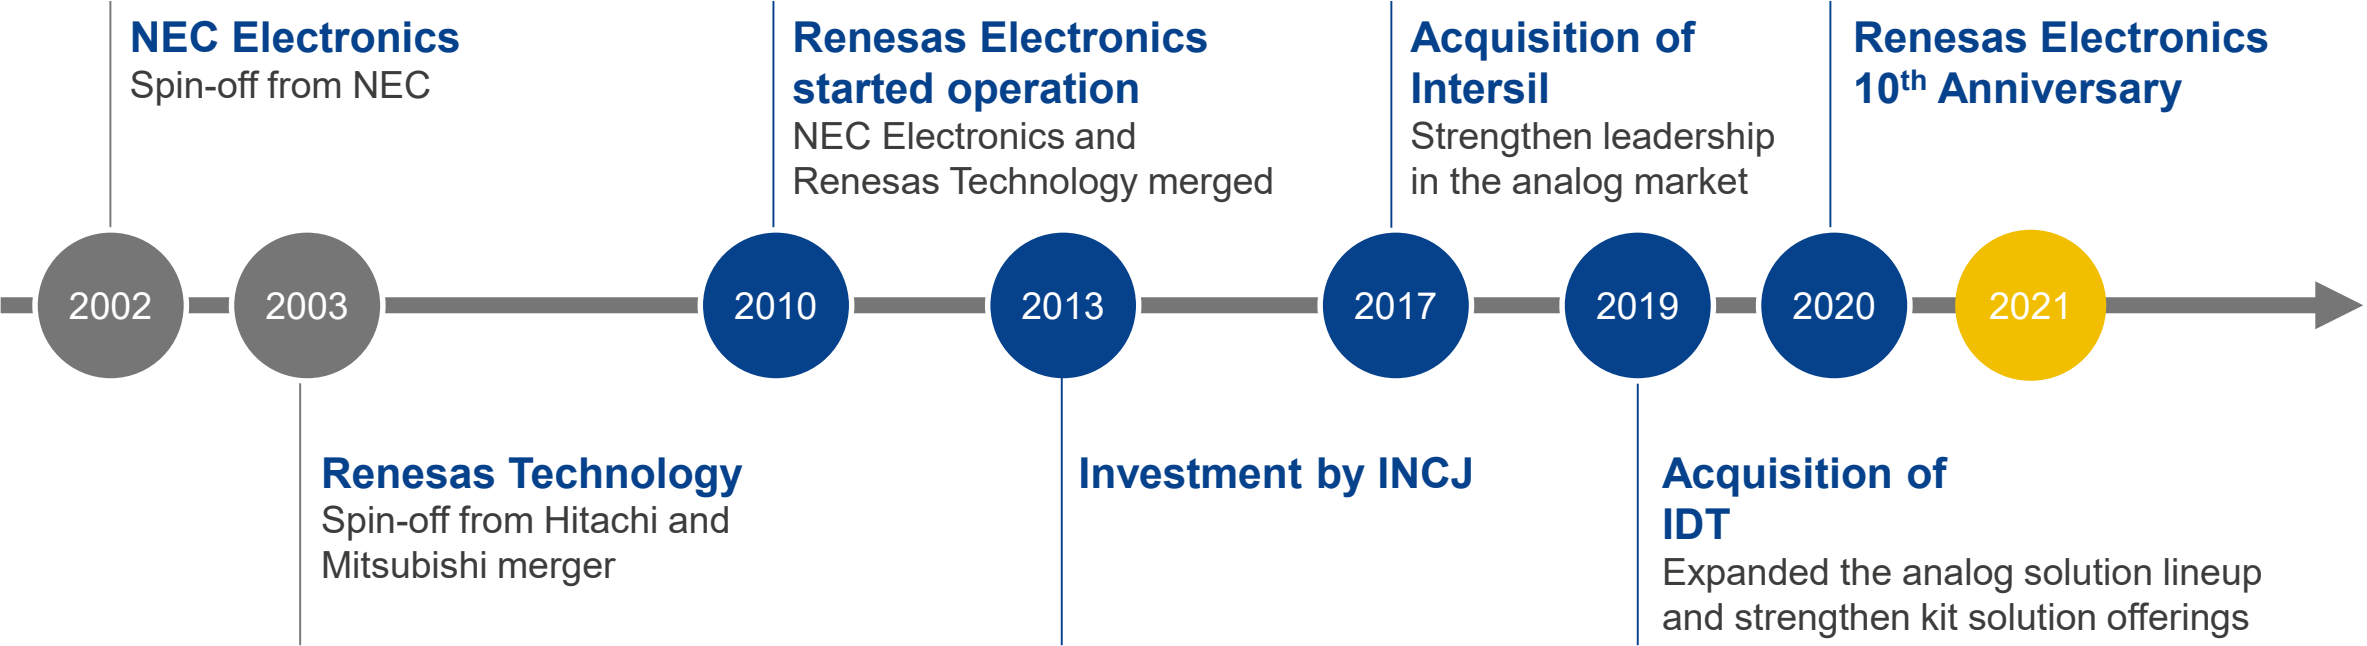 NEC Electronics
Spin-off from NEC
Renesas Electronics
started operation
NEC Electronics and
Renesas Technology merged
Acquisition of
Intersil
Strengthen leadership
in the analog market
Renesas Electronics
10th Anniversary
2002
2003
2010
2013
2017
2019
2020
2021
Renesas Technology
Spin-off from Hitachi and
Mitsubishi merger
Investment by INCJ
Acquisition of
IDT
Expanded the analog solution lineup
and strengthen kit solution offerings